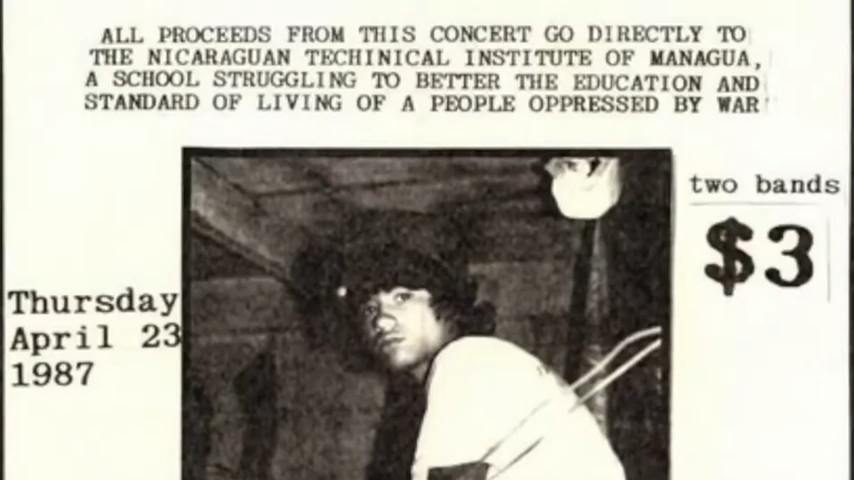 ALL PROCEEDS FROM THIS CONCERT GO DIRECTLY TO
THE NICARAGUAN TECHINICAL INSTITUTE OF MANAGUA,
A SCHOOL STRUGGLING TO BETTER THE EDUCATION AND
STANDARD OF LIVING OF A PEOPLE OPPRESSED BY WAR
two bands
$3
Thursday
April 23
1987